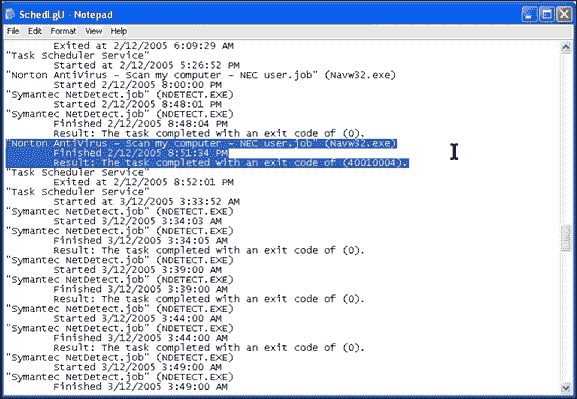 SchedLgU - Notepad
File Edit Format View Help
Exited at 2/12/2005 6:09:29 AM
"Task Scheduler Service"
Started at 2/12/2005 5:26:52 PM
"Norton AntiVirus - Scan my computer - NEC user.job" (Navw32.exe)
Started 2/12/2005 8:00:00 PM
"Symantec NetDetect.job" (NDETECT.EXE)
Started 2/12/2005 8:48:01 PM
"Symantec NetDetect.job" (NDETECT.EXE)
Finished 2/12/2005 8:48:04 PM
Result: The task completed with an exit code of (0).
"Norton AntiVirus - Scan my computer - NEC user.job" (Navw32.exe)
Finished 2/12/2005 8:51:34 PM
Result: The task completed with an exit code of (40010004).
"Task Scheduler Service"
Exited at 2/12/2005 8:52:01 PM
"Task Scheduler Service"
Started at 3/12/2005 3:33:52 AM
"Symantec NetDetect.job" (NDETECT.EXE)
Started 3/12/2005 3:34:03 AM
"Symantec NetDetect.job" (NDETECT.EXE)
Finished 3/12/2005 3:34:05 AM
Result: The task completed with an exit code of (0).
"Symantec NetDetect.job" (NDETECT.EXE)
Started 3/12/2005 3:39:00 AM
"Symantec NetDetect.job" (NDETECT.EXE)
Finished 3/12/2005 3:39:00 AM
Result: The task completed with an exit code of (0).
"Symantec NetDetect.job" (NDETECT.EXE)
Started 3/12/2005 3:44:00 AM
"Symantec NetDetect.job" (NDETECT.EXE)
Finished 3/12/2005 3:44:00 AM
Result: The task completed with an exit code of (0).
"Symantec NetDetect.job" (NDETECT.EXE)
Started 3/12/2005 3:49:00 AM
"Symantec NetDetect.job" (NDETECT.EXE)
Finished 3/12/2005 3:49:00 AM